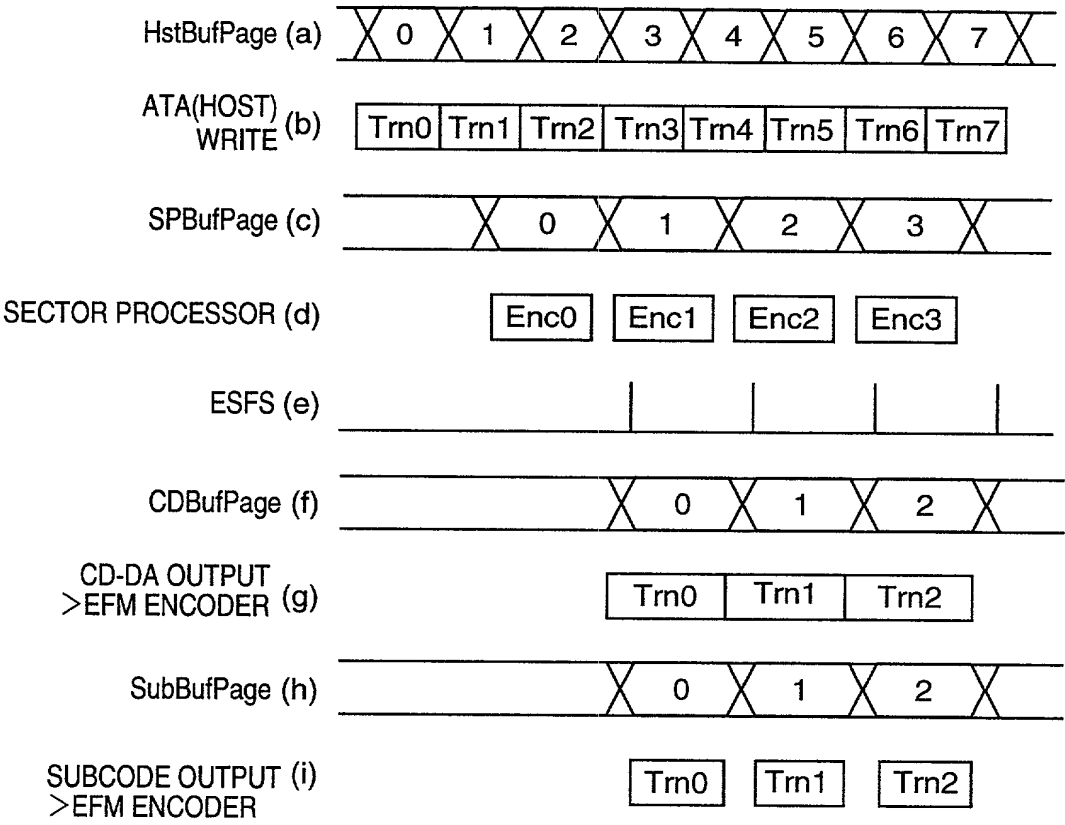 HstBufPage (a) 0 1 2 3 4 5 6 7
ATA(HOST)
WRITE (b) Trn0 Trn1 Trn2 Trn3 Trn4 Trn5 Trn6 Trn7
SPBufPage (c) 0 1 2 3
SECTOR PROCESSOR (d) Enc0 Enc1 Enc2 Enc3
ESFS (e)
CDBufPage (f) 0 1 2
CD-DA OUTPUT
>EFM ENCODER (g) Trn0 Trn1 Trn2
SubBufPage (h) 0 1 2
SUBCODE OUTPUT (i) Trn0 Trn1 Trn2
>EFM ENCODER